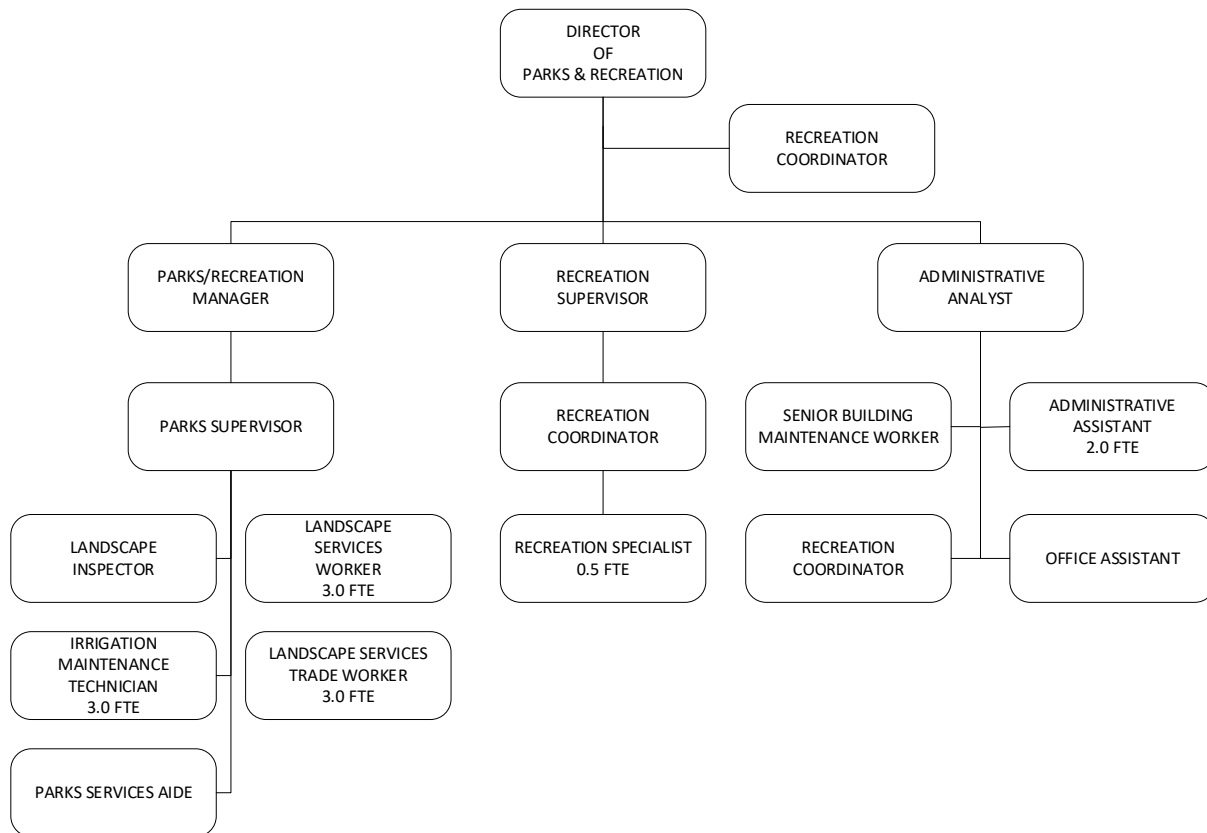 DIRECTOR
OF
PARKS & RECREATION
RECREATION
COORDINATOR
PARKS/RECREATION
MANAGER
RECREATION
SUPERVISOR
ADMINISTRATIVE
ANALYST
PARKS SUPERVISOR
RECREATION
COORDINATOR
SENIOR BUILDING
MAINTENANCE WORKER
ADMINISTRATIVE
ASSISTANT
2.0 FTE
LANDSCAPE
INSPECTOR
LANDSCAPE
SERVICES
WORKER
3.0 FTE
RECREATION SPECIALIST
0.5 FTE
RECREATION
COORDINATOR
OFFICE ASSISTANT
IRRIGATION
MAINTENANCE
TECHNICIAN
3.0 FTE
LANDSCAPE SERVICES
TRADE WORKER
3.0 FTE
PARKS SERVICES AIDE